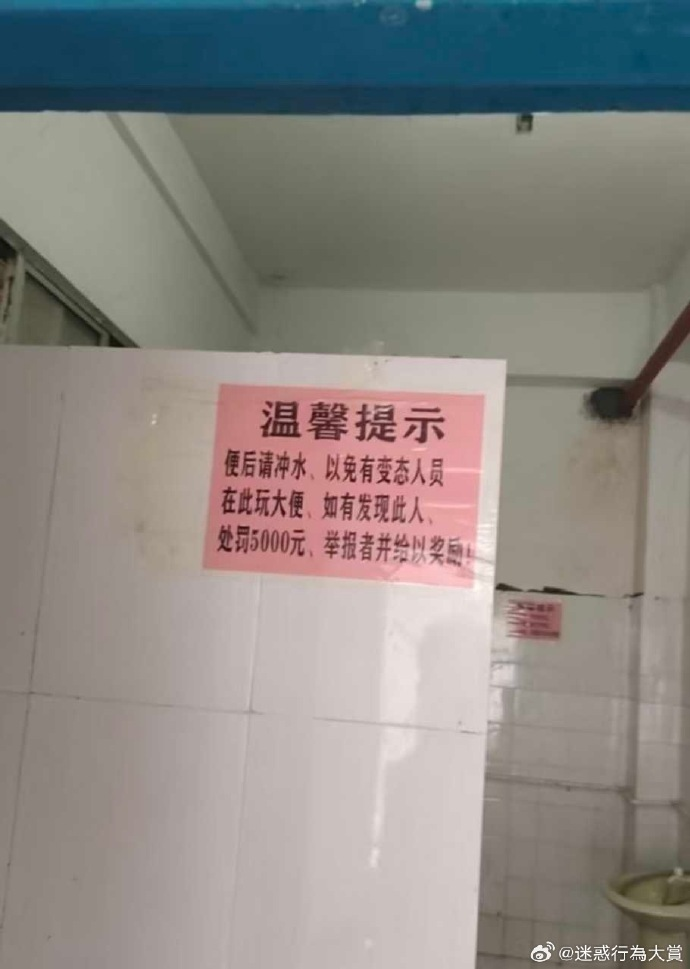 温馨提示
便后请冲水、以免有变态人员
在此玩大便、如有发现此人、
处罚5000元、举报者并给以奖励!
@迷惑行為大賞